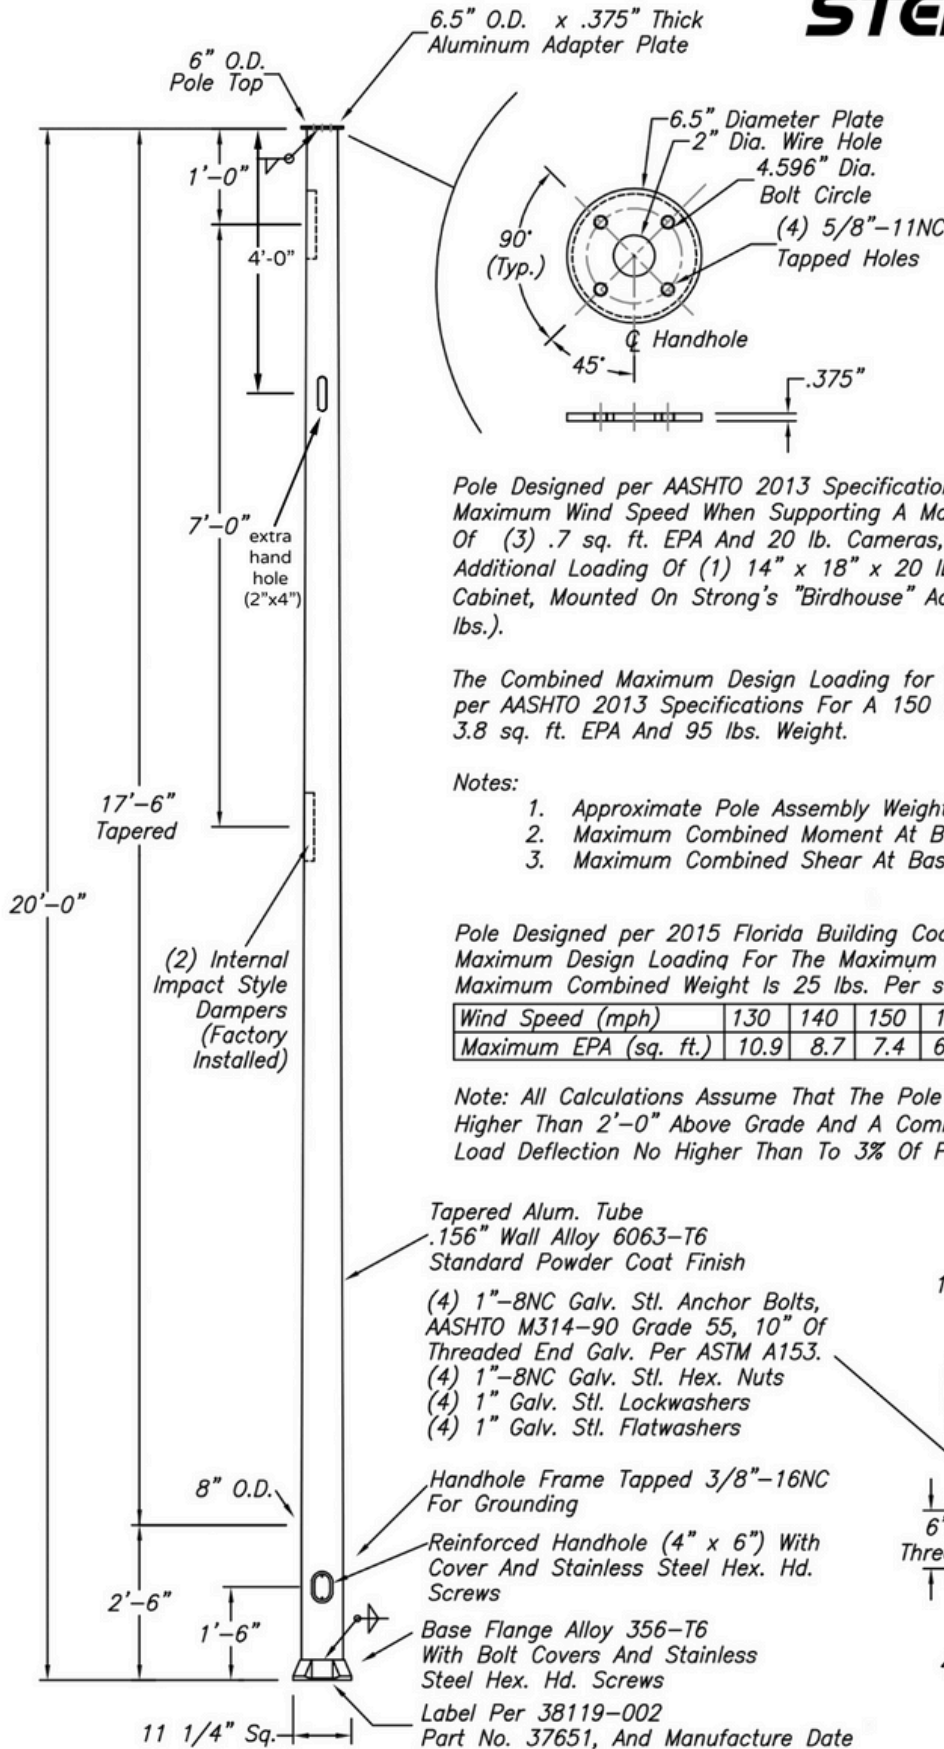 6.5" O.D. x .375" Thick
Aluminum Adapter Plate
6" O.D.
Pole Top
6.5" Diameter Plate
2" Dia. Wire Hole
4.596" Dia.
Bolt Circle
(4) 5/8"-11NC
Tapped Holes
90°
(Typ.)
45°
℄ Handhole
.375"
1'-0"
4'-0"
7'-0"
extra
hand
hole
(2"x4")
17'-6"
Tapered
20'-0"
(2) Internal
Impact Style
Dampers
(Factory
Installed)
Pole Designed per AASHTO 2013 Specification
Maximum Wind Speed When Supporting A Ma
Of (3) .7 sq. ft. EPA And 20 lb. Cameras,
Additional Loading Of (1) 14" x 18" x 20 lb
Cabinet, Mounted On Strong's "Birdhouse" Ad
lbs.).
The Combined Maximum Design Loading for
per AASHTO 2013 Specifications For A 150
3.8 sq. ft. EPA And 95 lbs. Weight.
Notes:
1. Approximate Pole Assembly Weight
2. Maximum Combined Moment At B
3. Maximum Combined Shear At Bas
Pole Designed per 2015 Florida Building Cod
Maximum Design Loading For The Maximum
Maximum Combined Weight Is 25 lbs. Per s
Wind Speed (mph) 130 140 150 1
Maximum EPA (sq. ft.) 10.9 8.7 7.4 6
Note: All Calculations Assume That The Pole
Higher Than 2'-0" Above Grade And A Com
Load Deflection No Higher Than To 3% Of P
Tapered Alum. Tube
.156" Wall Alloy 6063-T6
Standard Powder Coat Finish
(4) 1"-8NC Galv. Stl. Anchor Bolts,
AASHTO M314-90 Grade 55, 10" Of
Threaded End Galv. Per ASTM A153.
(4) 1"-8NC Galv. Stl. Hex. Nuts
(4) 1" Galv. Stl. Lockwashers
(4) 1" Galv. Stl. Flatwashers
8" O.D.
Handhole Frame Tapped 3/8"-16NC
For Grounding
Reinforced Handhole (4" x 6") With
Cover And Stainless Steel Hex. Hd.
Screws
2'-6"
1'-6"
Base Flange Alloy 356-T6
With Bolt Covers And Stainless
Steel Hex. Hd. Screws
Label Per 38119-002
Part No. 37651, And Manufacture Date
11 1/4" Sq.
6'
Thre